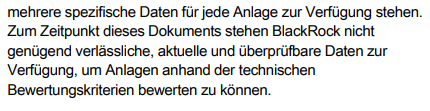 mehrere spezifische Daten für jede Anlage zur Verfügung stehen.
Zum Zeitpunkt dieses Dokuments stehen BlackRock nicht
genügend verlässliche, aktuelle und überprüfbare Daten zur
Verfügung, um Anlagen anhand der technischen
Bewertungskriterien bewerten zu können.